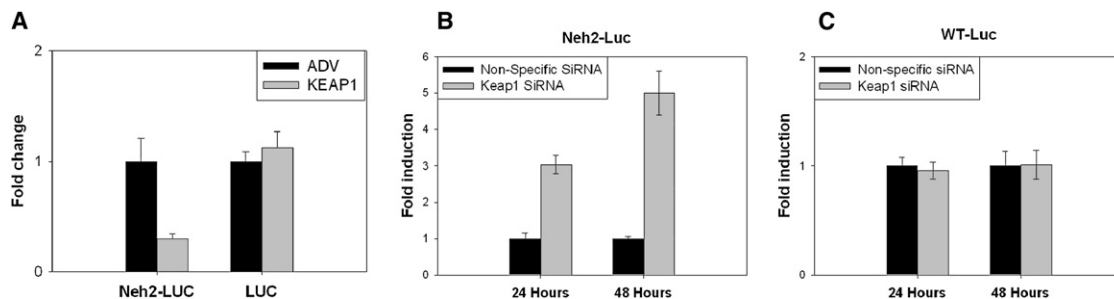 A
Fold change
2
1
0
ADV
KEAP1
Neh2-LUC
LUC
B
Neh2-Luc
Fold induction
6
5
4
3
2
1
0
Non-Specific SiRNA
Keap1 SiRNA
24 Hours
48 Hours
C
WT-Luc
Fold induction
2
1
0
Non-specific siRNA
Keap1 siRNA
24 Hours
48 Hours